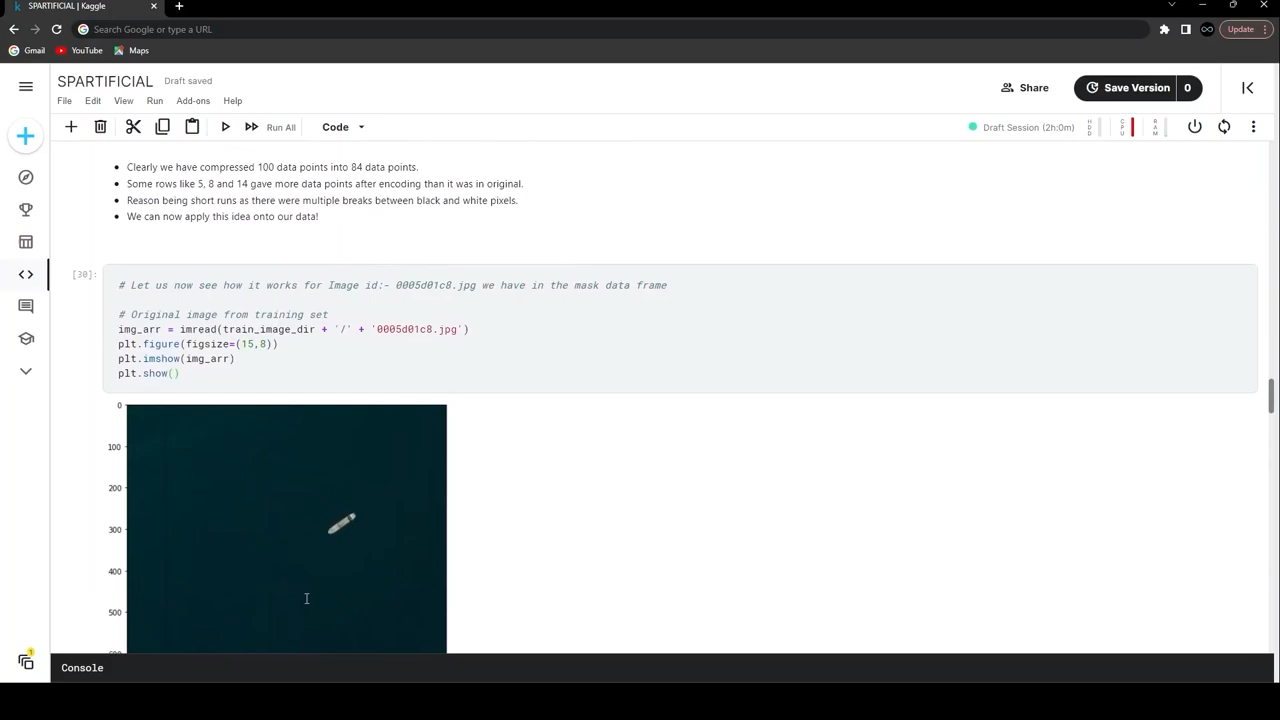 SPARTIFICIAL | Kaggle
Search Google or type a URL
Update
Gmail
YouTube
Maps
SPARTIFICIAL
Draft saved
Share
Save Version
0
File
Edit
View
Run
Add-ons
Help
Run All
Code
Draft Session (2h:0m)
HDD
CPU
RAM
Clearly we have compressed 100 data points into 84 data points.
Some rows like 5, 8 and 14 gave more data points after encoding than it was in original.
Reason being short runs as there were multiple breaks between black and white pixels.
We can now apply this idea onto our data!
[30]:
# Let us now see how it works for Image id:- 0005d01c8.jpg we have in the mask data frame
# Original image from training set
img_arr = imread(train_image_dir + '/' + '0005d01c8.jpg')
plt.figure(figsize=(15,8))
plt.imshow(img_arr)
plt.show()
0
100
200
300
400
500
600
1
Console